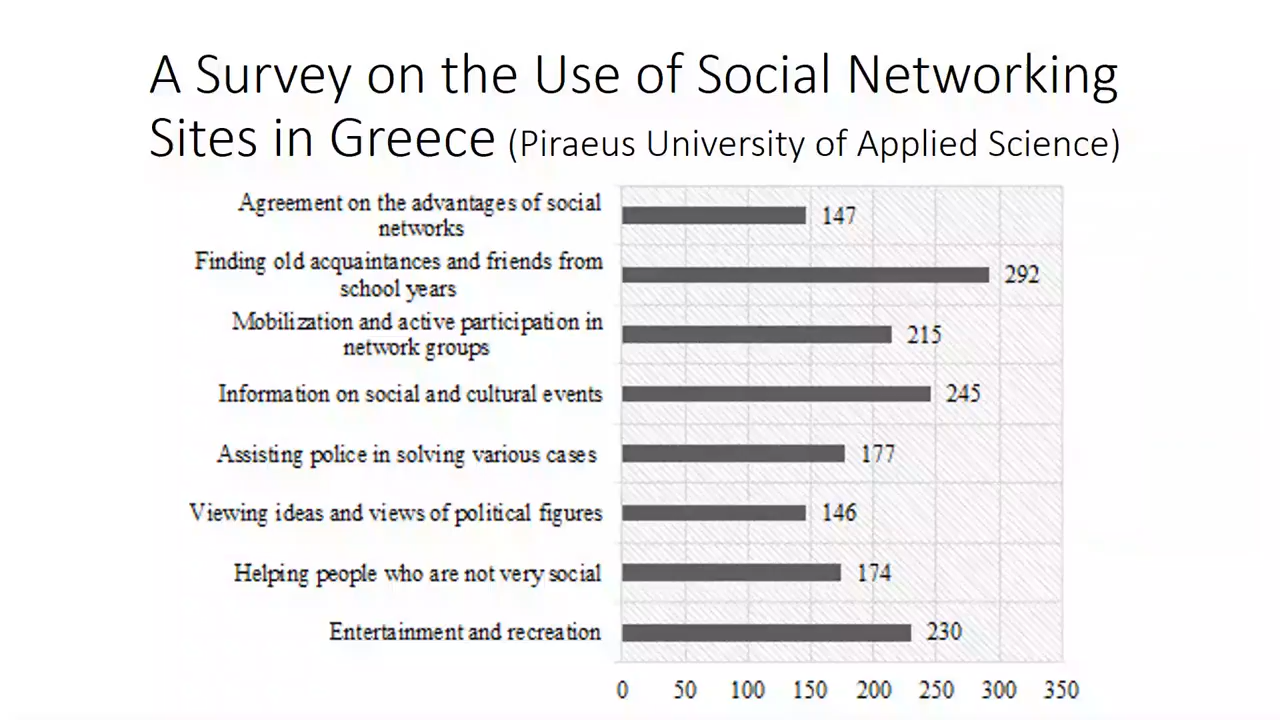 A Survey on the Use of Social Networking
Sites in Greece (Piraeus University of Applied Science)
Agreement on the advantages of social
networks
147
Finding old acquaintances and friends from
school years
292
Mobilization and active participation in
network groups
215
Information on social and cultural events 245
Assisting police in solving various cases 177
Viewing ideas and views of political figures 146
Helping people who are not very social 174
Entertainment and recreation 230
0 50 100 150 200 250 300 350